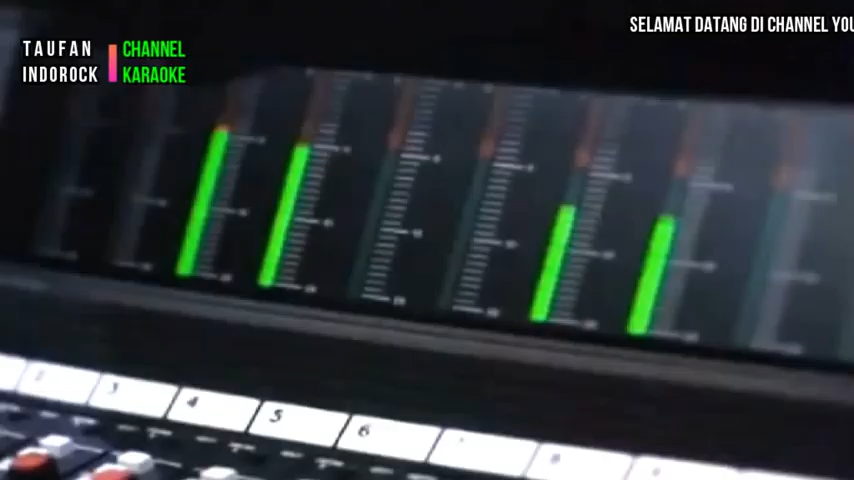 TAUFAN
INDOROCK
CHANNEL
KARAOKE
SELAMAT DATANG DI CHANNEL YOU
3
4
5
6